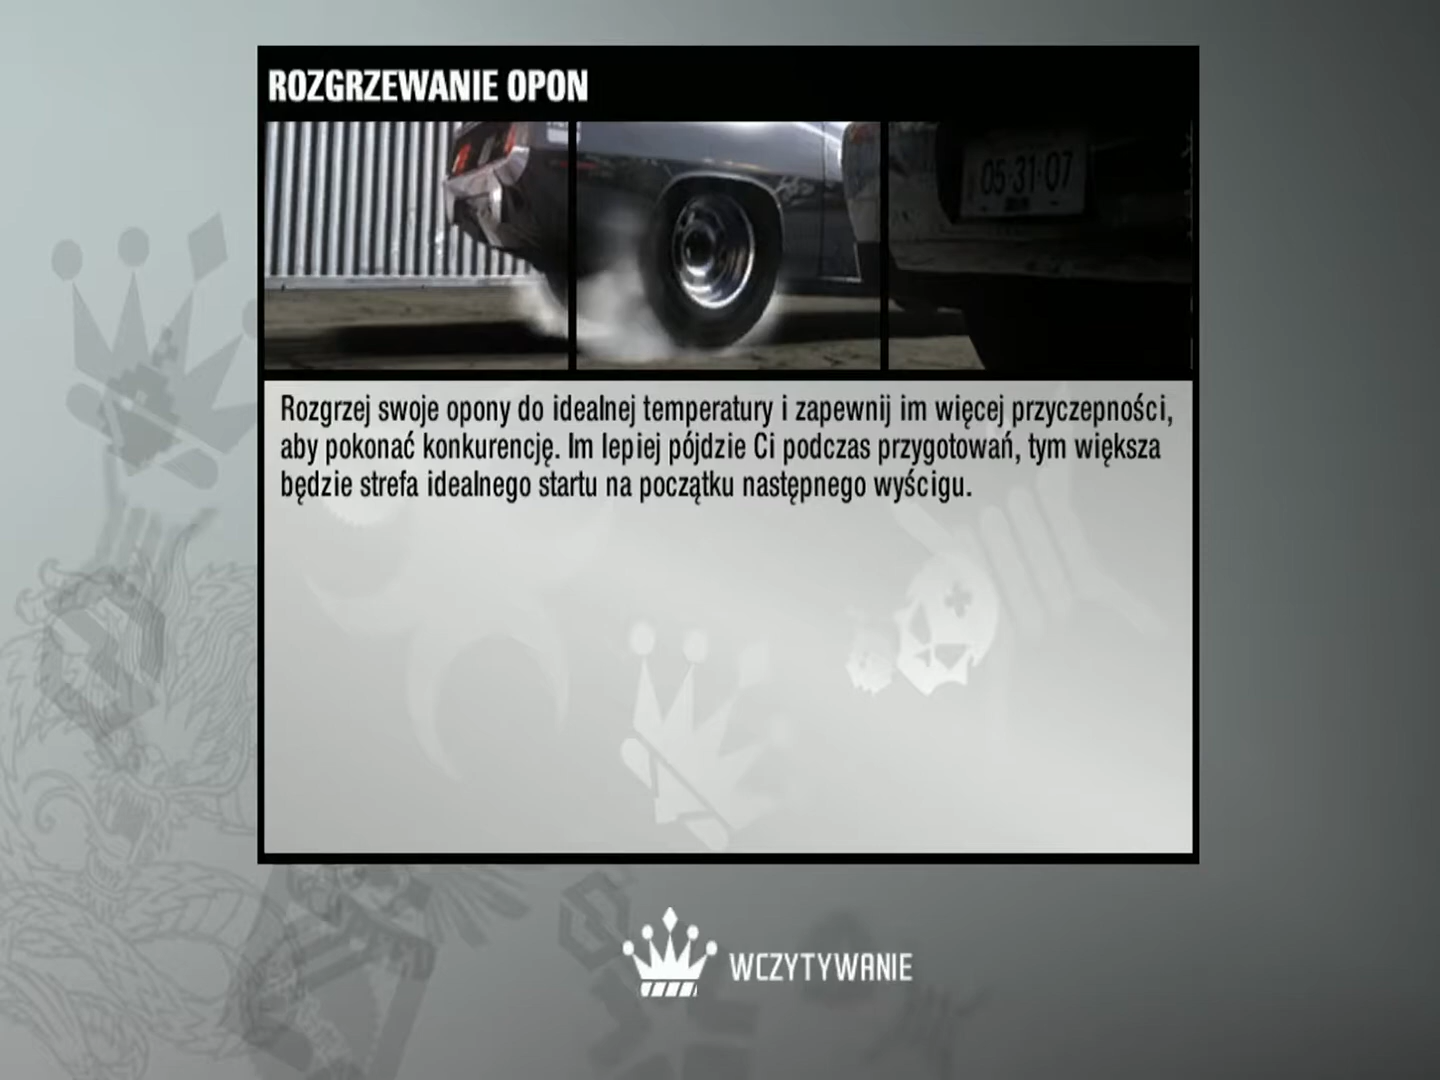 ROZGRZEWANIE OPON
05·31·07
Rozgrzej swoje opony do idealnej temperatury i zapewnij im więcej przyczepności,
aby pokonać konkurencję. Im lepiej pójdzie Ci podczas przygotowań, tym większa
będzie strefa idealnego startu na początku następnego wyścigu.
WCZYTYWANIE